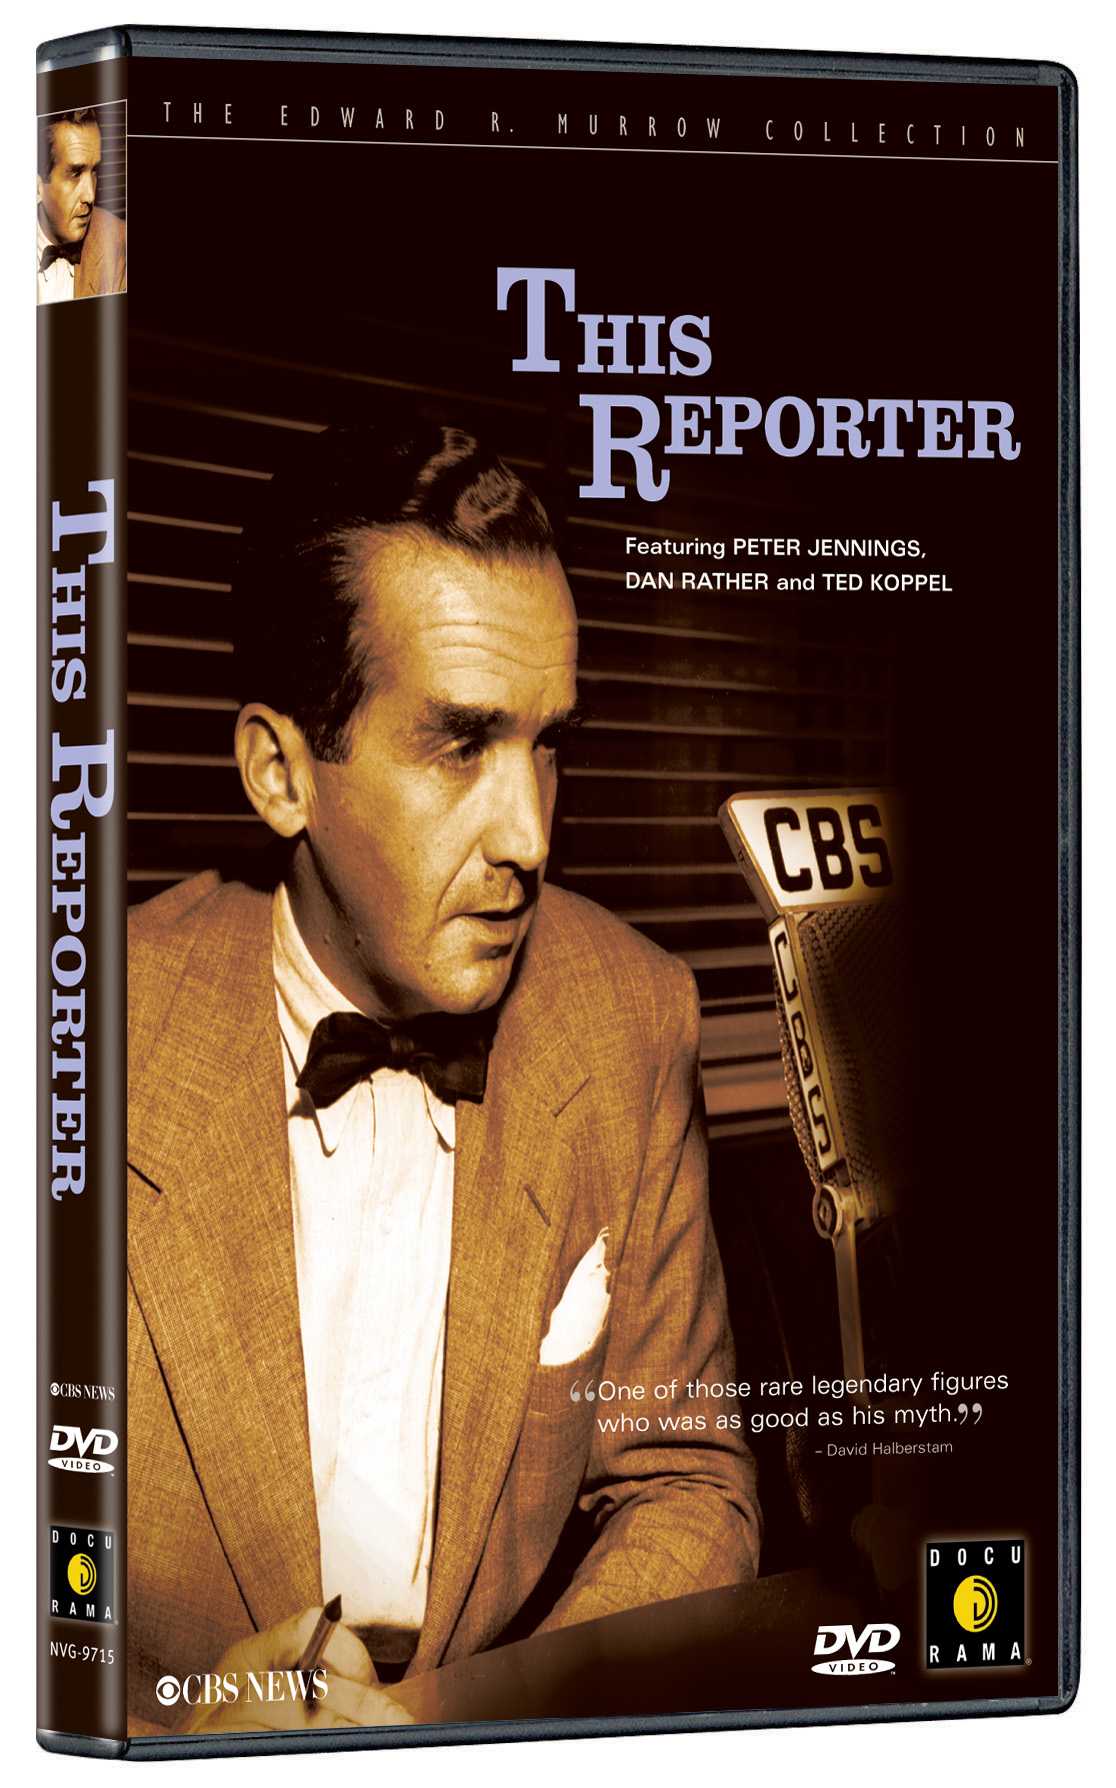 THE EDWARD R. MURROW COLLECTION
THIS
REPORTER
Featuring PETER JENNINGS,
DAN RATHER and TED KOPPEL
CBS
CBS
“One of those rare legendary figures
who was as good as his myth.”
– David Halberstam
CBS NEWS
DVD
VIDEO™
DOCU
RAMA®
THIS REPORTER
CBS NEWS
DVD
VIDEO™
DOCU
RAMA
NVG-9715